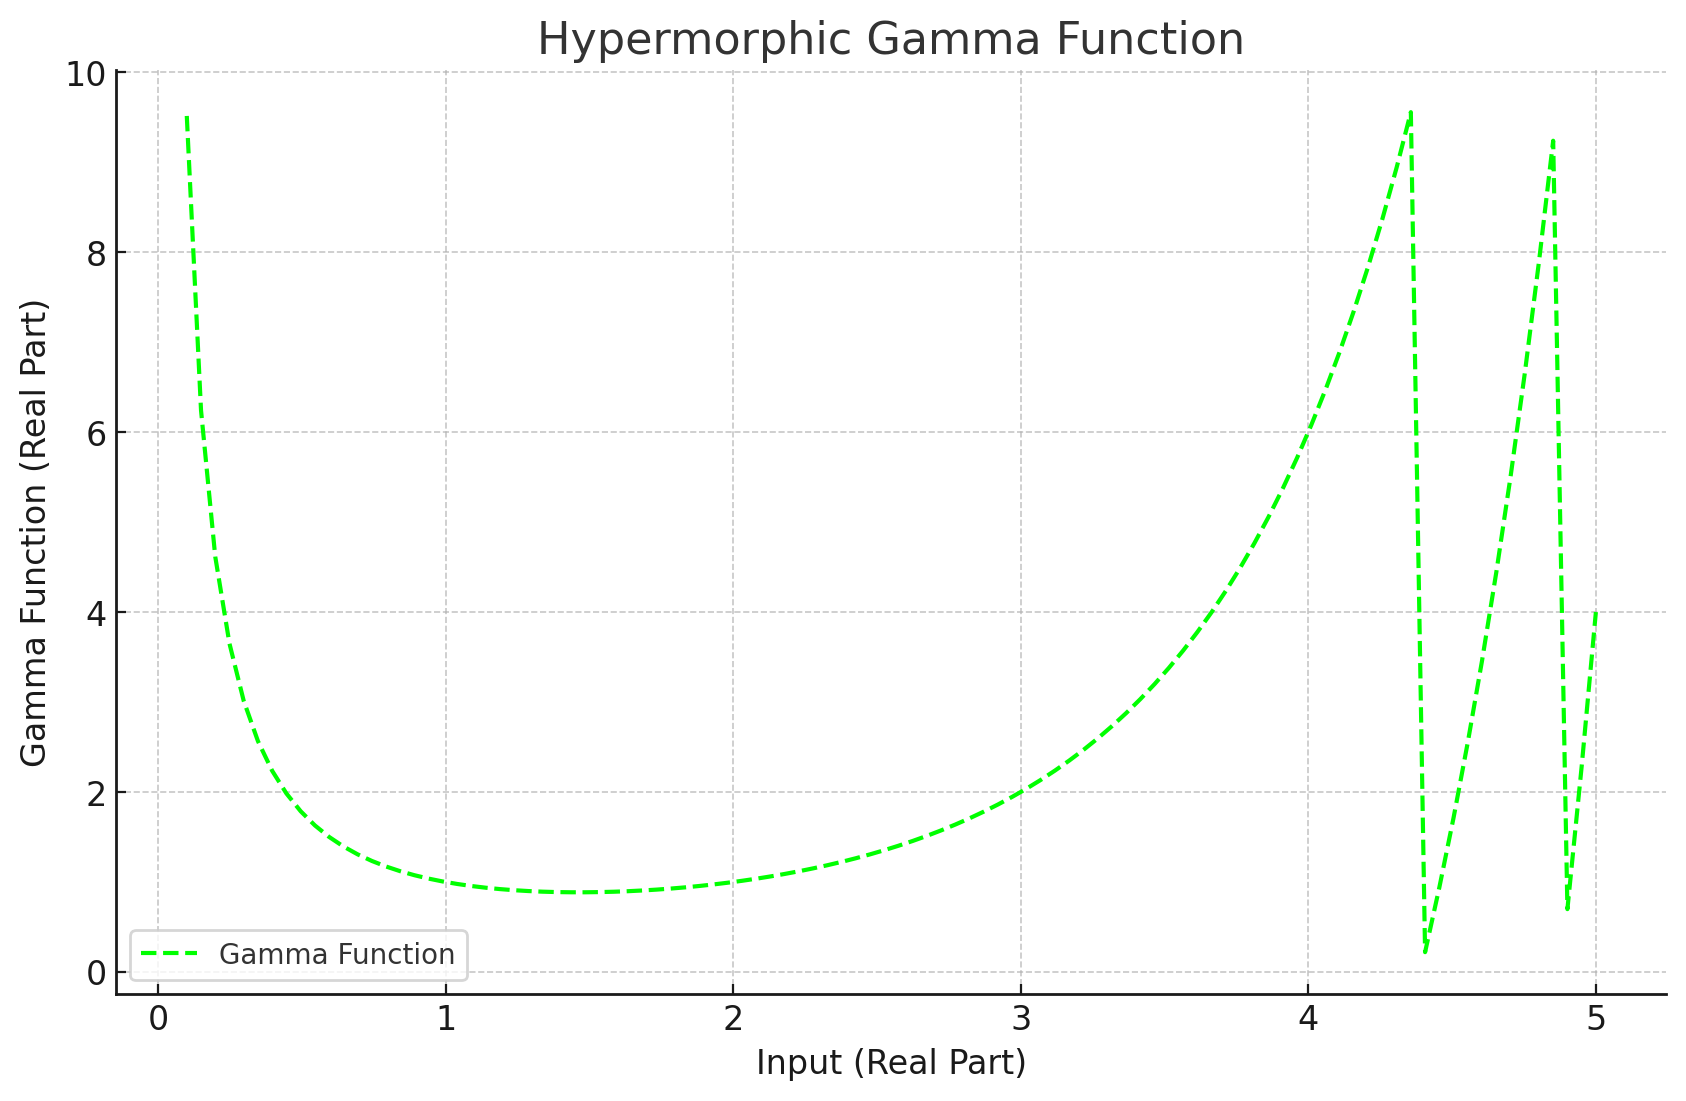 Hypermorphic Gamma Function
Gamma Function (Real Part)
10
8
6
4
2
0
Gamma Function
0 1 2 3 4 5
Input (Real Part)